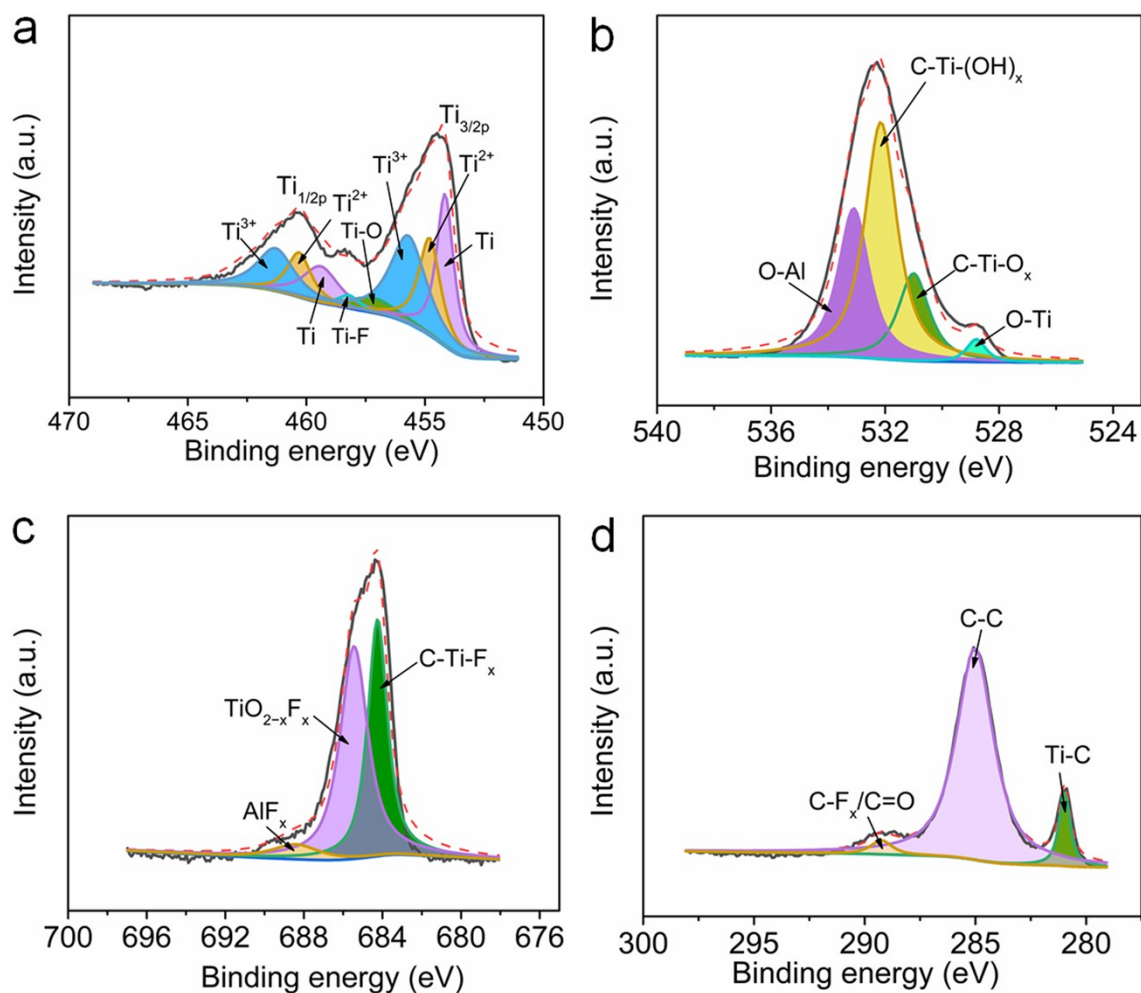 a
Intensity (a.u.)
Ti3/2p
Ti3+
Ti2+
Ti1/2p
Ti2+
Ti3+
Ti-O
Ti
Ti
Ti-F
470 465 460 455 450
Binding energy (eV)
b
Intensity (a.u.)
C-Ti-(OH)x
C-Ti-Ox
O-Al
O-Ti
540 536 532 528 524
Binding energy (eV)
c
Intensity (a.u.)
C-Ti-Fx
TiO2-xFx
AlFx
700 696 692 688 684 680 676
Binding energy (eV)
d
Intensity (a.u.)
C-C
Ti-C
C-Fx/C=O
300 295 290 285 280
Binding energy (eV)